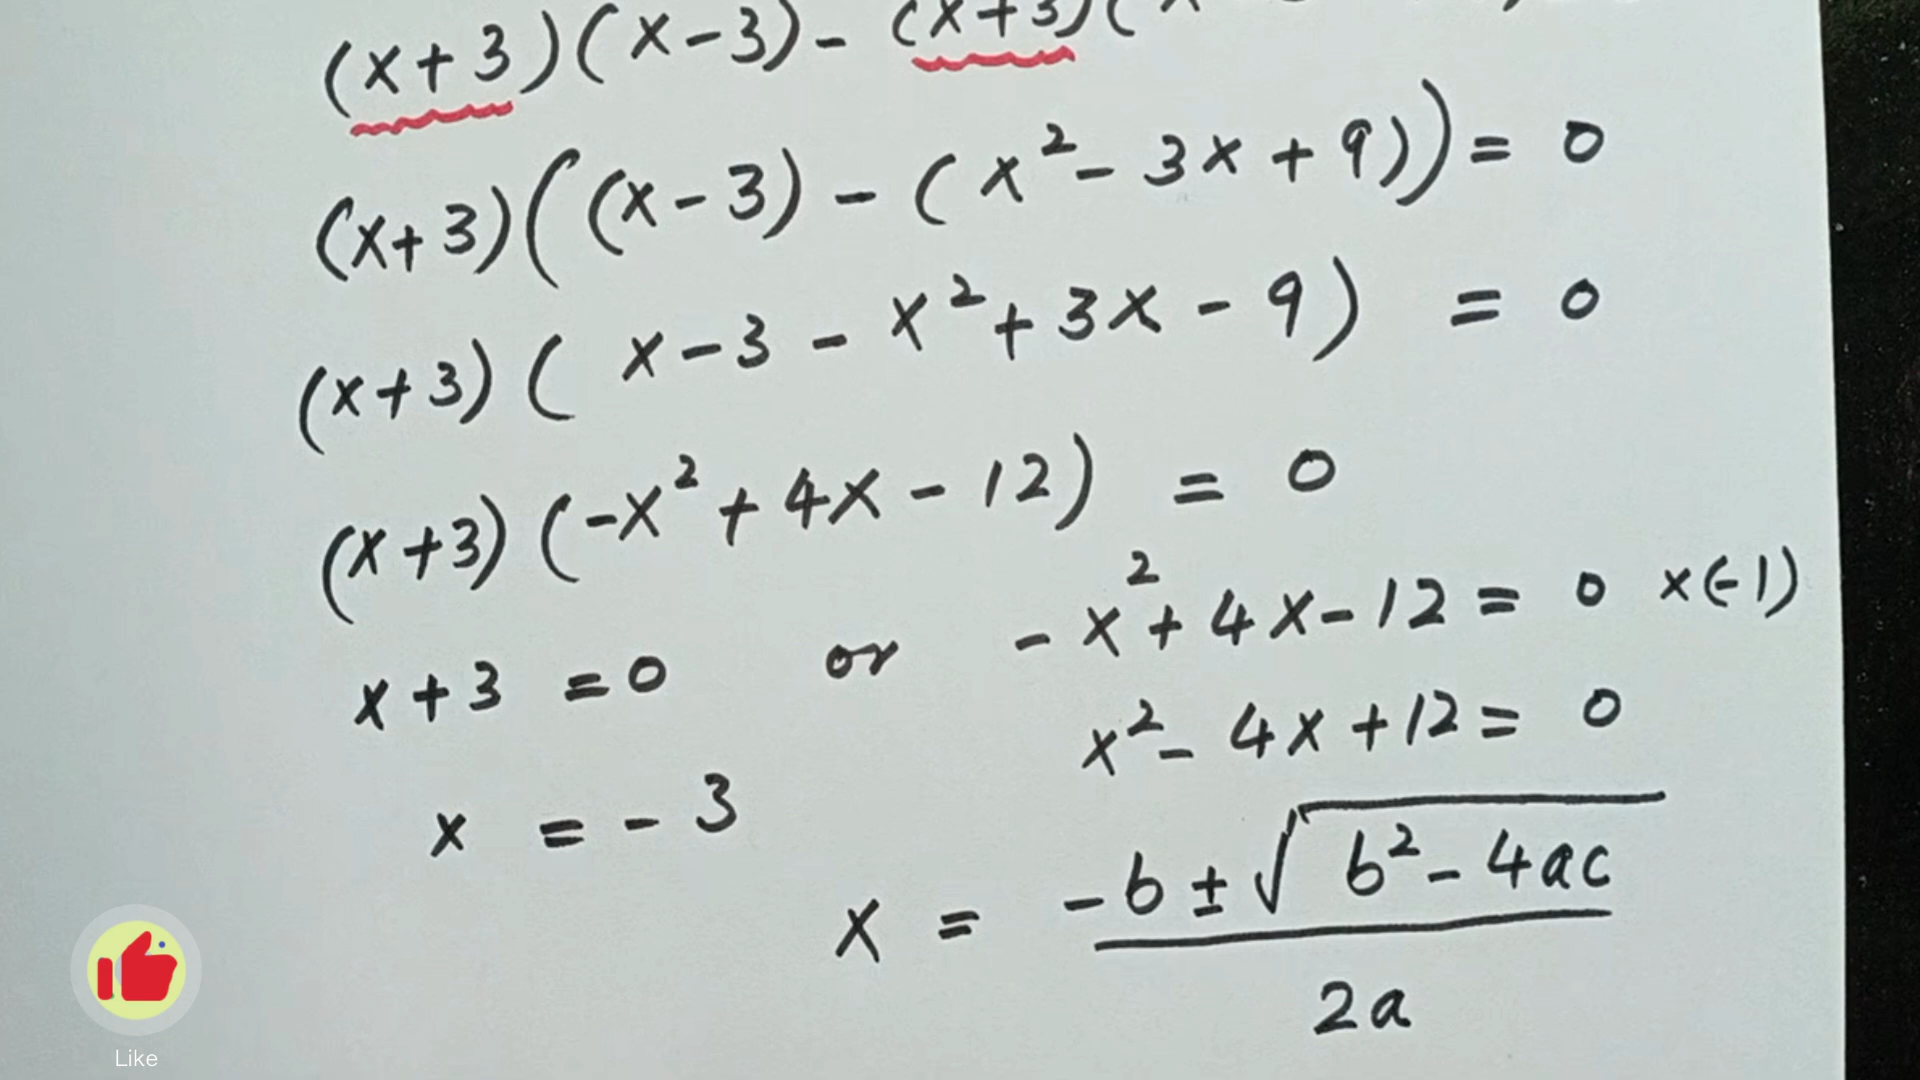 (x+3)(x-3) - (x+3)(x
(x+3)((x-3) - (x²- 3x + 9)) = 0
(x+3)( x-3 - x²+ 3x - 9) = 0
(x+3)(-x² + 4x - 12) = 0
x+3 =0 or -x²+ 4x-12 = 0 x(-1)
x²- 4x +12 = 0
x = - 3
x = -b ± √b²- 4ac / 2a
Like